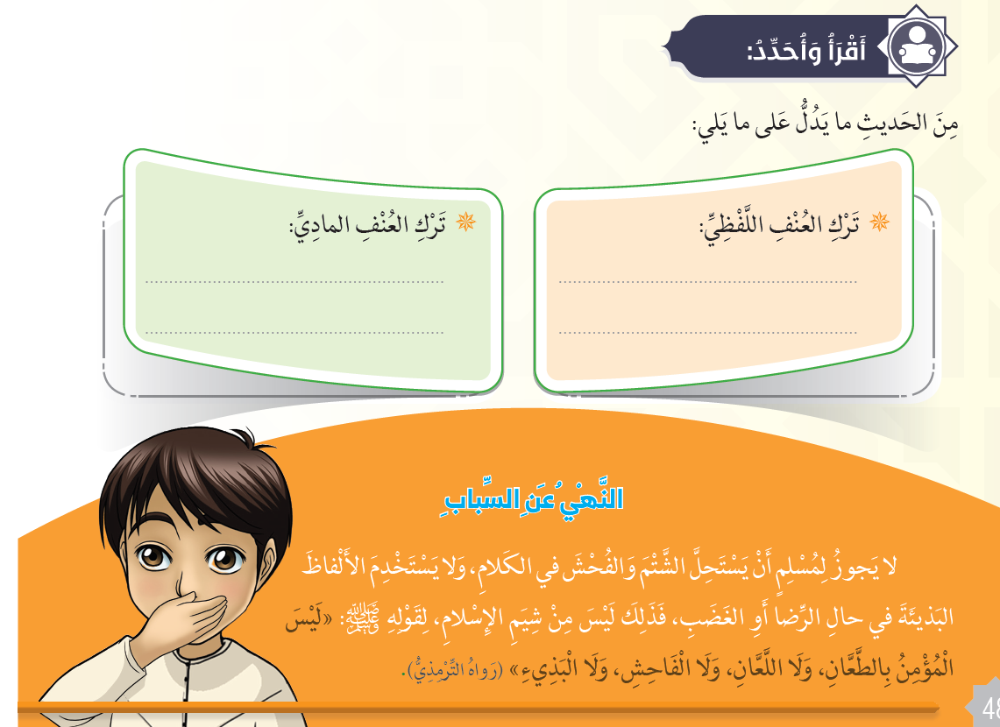 أَقْرَأُ وَأُحَدِّدُ:
مِنَ الحَديثِ ما يَدُلُّ عَلى ما يَلي:
تَرْكِ العُنْفِ اللَّفْظِيِّ:
تَرْكِ العُنْفِ المادِيِّ:
النَّهْيُ عَنِ السِّبابِ
لا يَجوزُ لِمُسْلِمٍ أَنْ يَسْتَحِلَّ الشَّتْمَ وَالفُحْشَ في الكَلامِ، وَلا يَسْتَخْدِمَ الأَلْفاظَ
البَذيئَةَ في حالِ الرِّضا أَوِ الغَضَبِ، فَذَلِكَ لَيْسَ مِنْ شِيَمِ الإِسْلامِ، لِقَوْلِهِ ﷺ: «لَيْسَ
الْمُؤْمِنُ بِالطَّعَّانِ، وَلَا اللَّعَّانِ، وَلَا الْفَاحِشِ، وَلَا الْبَذِيءِ» (رَواهُ التِّرْمِذِيُّ).
48